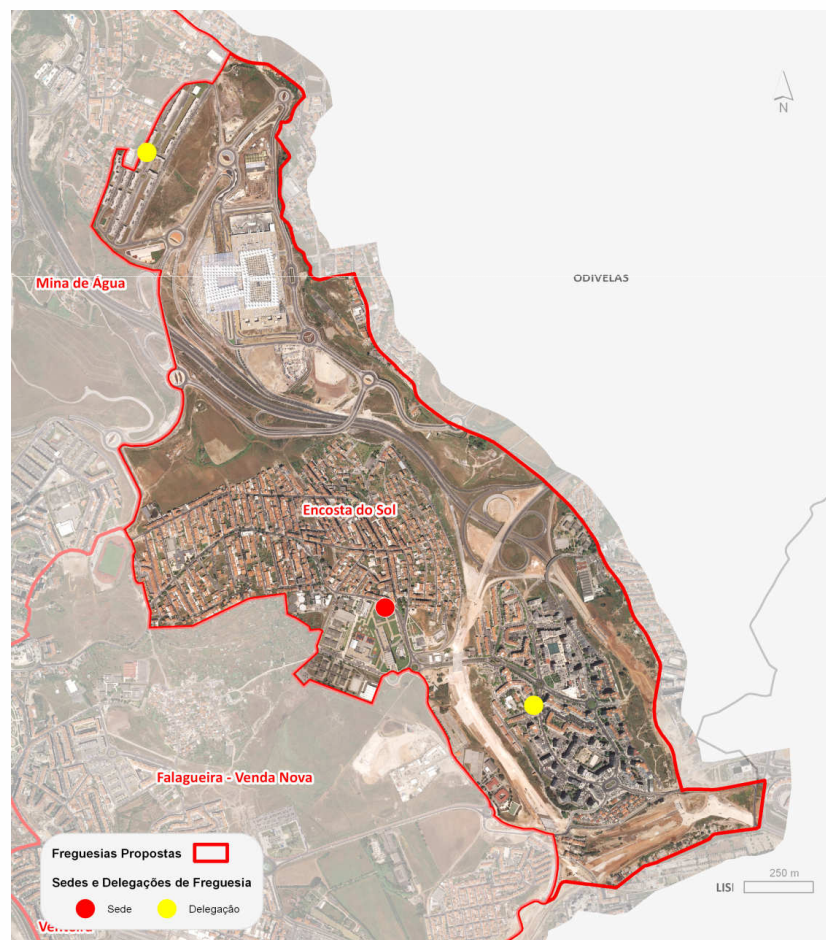 N
Mina de Água
ODIVELAS
Encosta do Sol
Falagueira - Venda Nova
Freguesias Propostas
Sedes e Delegações de Freguesia
Sede
Delegação
250 m
LIS